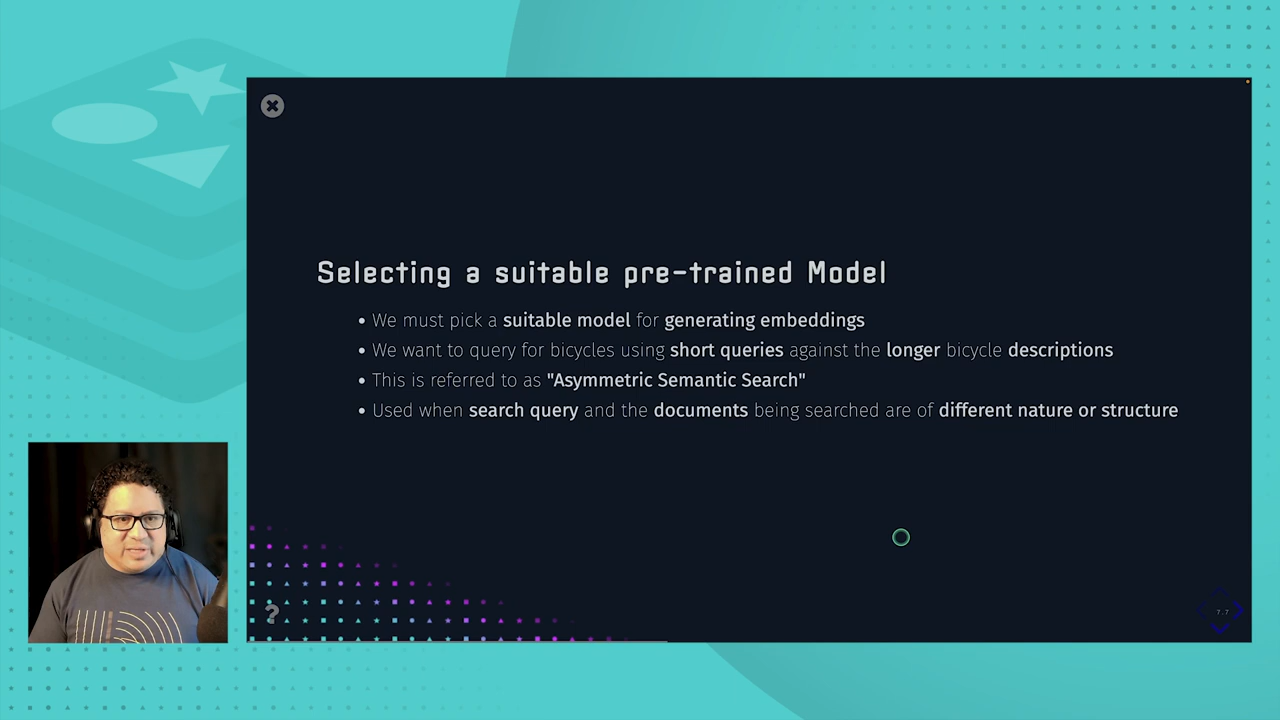 Selecting a suitable pre-trained Model
• We must pick a suitable model for generating embeddings
• We want to query for bicycles using short queries against the longer bicycle descriptions
• This is referred to as "Asymmetric Semantic Search"
• Used when search query and the documents being searched are of different nature or structure
?
7.7